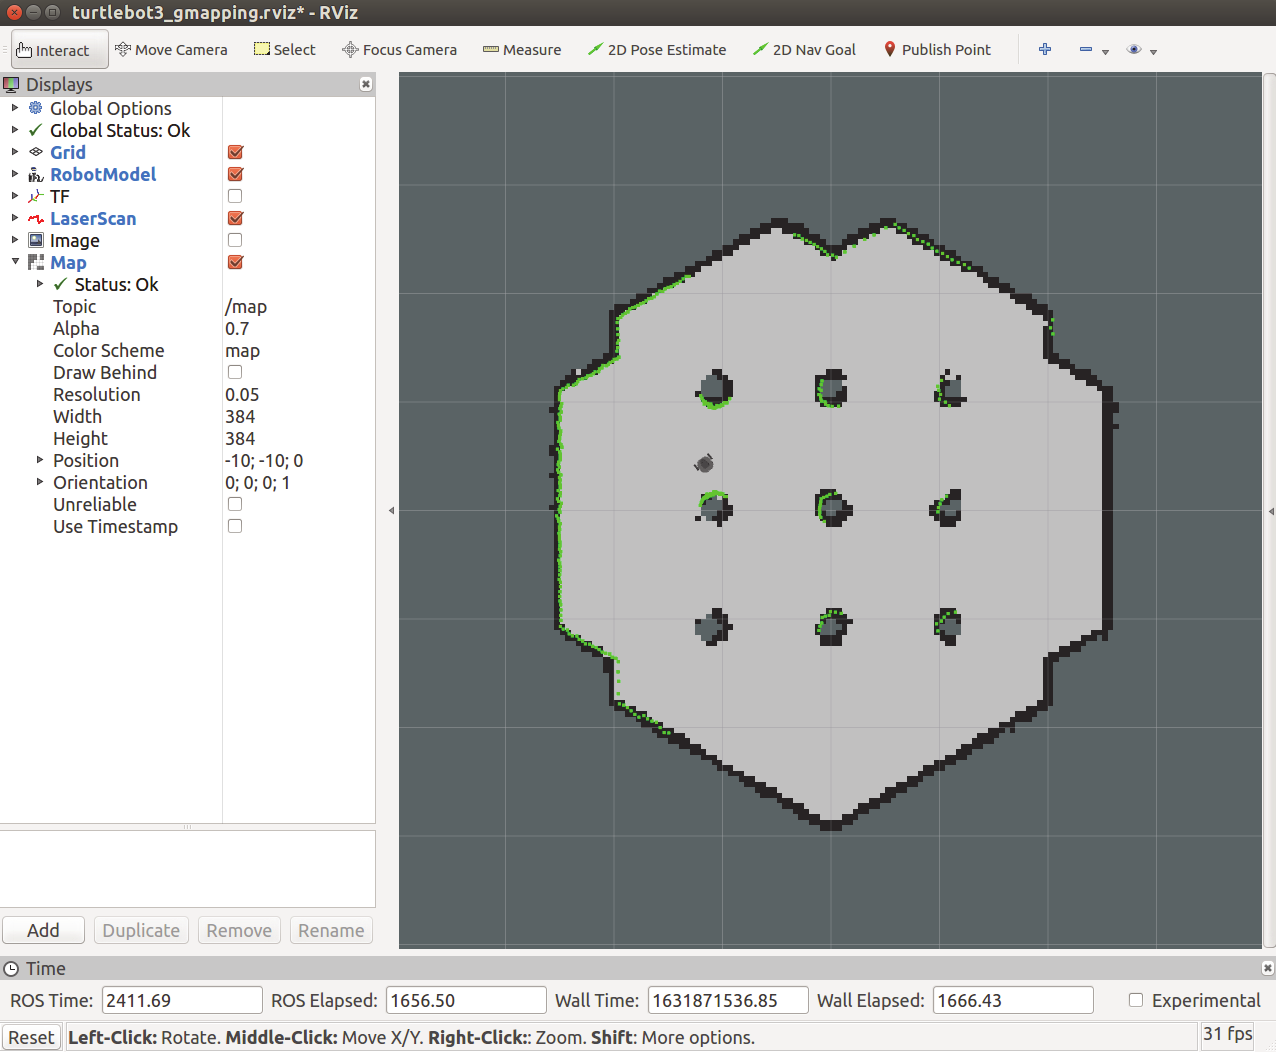 turtlebot3_gmapping.rviz* - RViz
Interact Move Camera Select Focus Camera Measure 2D Pose Estimate 2D Nav Goal Publish Point
Displays
Global Options
Global Status: Ok
Grid
RobotModel
TF
LaserScan
Image
Map
Status: Ok
Topic /map
Alpha 0.7
Color Scheme map
Draw Behind
Resolution 0.05
Width 384
Height 384
Position -10; -10; 0
Orientation 0; 0; 0; 1
Unreliable
Use Timestamp
Add Duplicate Remove Rename
Time
ROS Time: 2411.69 ROS Elapsed: 1656.50 Wall Time: 1631871536.85 Wall Elapsed: 1666.43 Experimental
Reset Left-Click: Rotate. Middle-Click: Move X/Y. Right-Click:: Zoom. Shift: More options. 31 fps